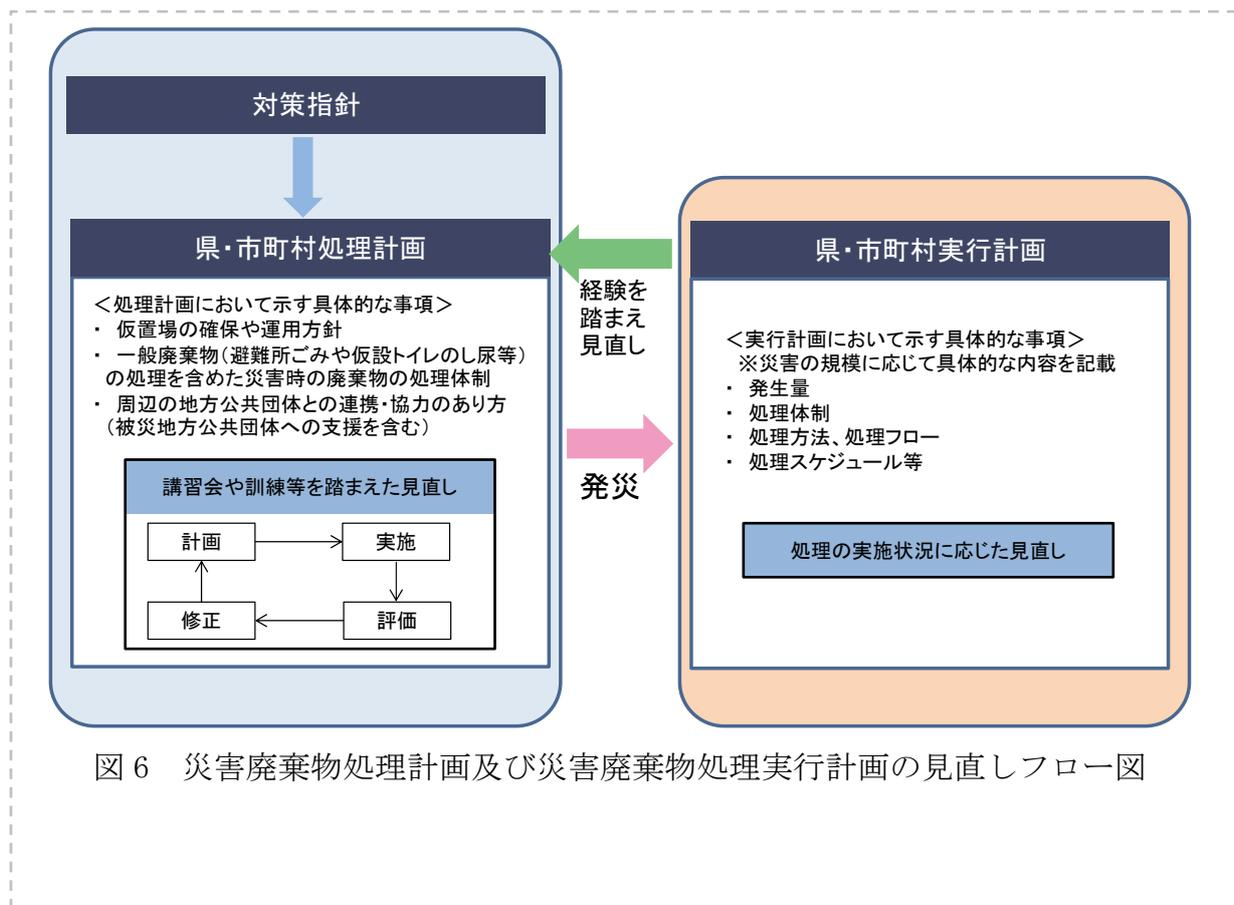 対策指針
県・市町村処理計画
＜処理計画において示す具体的な事項＞
・ 仮置場の確保や運用方針
・ 一般廃棄物（避難所ごみや仮設トイレのし尿等）
の処理を含めた災害時の廃棄物の処理体制
・ 周辺の地方公共団体との連携・協力のあり方
（被災地方公共団体への支援を含む）
講習会や訓練等を踏まえた見直し
計画
実施
修正
評価
経験を
踏まえ
見直し
発災
県・市町村実行計画
＜実行計画において示す具体的な事項＞
※災害の規模に応じて具体的な内容を記載
・ 発生量
・ 処理体制
・ 処理方法、処理フロー
・ 処理スケジュール等
処理の実施状況に応じた見直し
図 6　災害廃棄物処理計画及び災害廃棄物処理実行計画の見直しフロー図